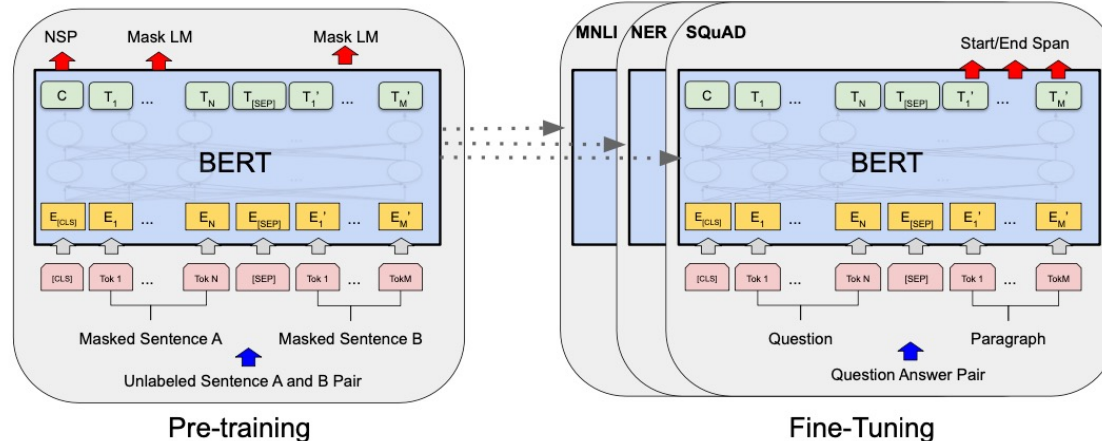 NSP Mask LM Mask LM
C T1 ... TN T[SEP] T1' ... TM'
BERT
E[CLS] E1 ... EN E[SEP] E1' ... EM'
[CLS] Tok 1 ... Tok N [SEP] Tok 1 ... TokM
Masked Sentence A Masked Sentence B
Unlabeled Sentence A and B Pair
Pre-training
MNLI NER SQuAD
Start/End Span
C T1 ... TN T[SEP] T1' ... TM'
BERT
E[CLS] E1 ... EN E[SEP] E1' ... EM'
[CLS] Tok 1 ... Tok N [SEP] Tok 1 ... TokM
Question Paragraph
Question Answer Pair
Fine-Tuning